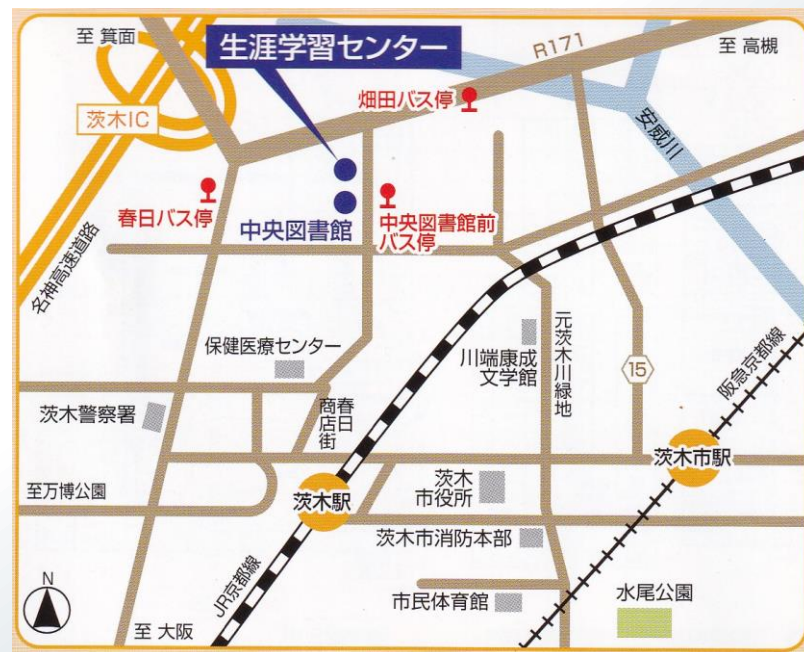 至 箕面
生涯学習センター
R171
至 高槻
畑田バス停
茨木IC
安威川
春日バス停
中央図書館
中央図書館前
バス停
名神高速道路
保健医療センター
川端康成
文学館
元茨木川緑地
15
阪急京都線
茨木警察署
春日
商店街
茨木市駅
至万博公園
茨木駅
茨木
市役所
茨木市消防本部
N
JR京都線
市民体育館
水尾公園
至 大阪